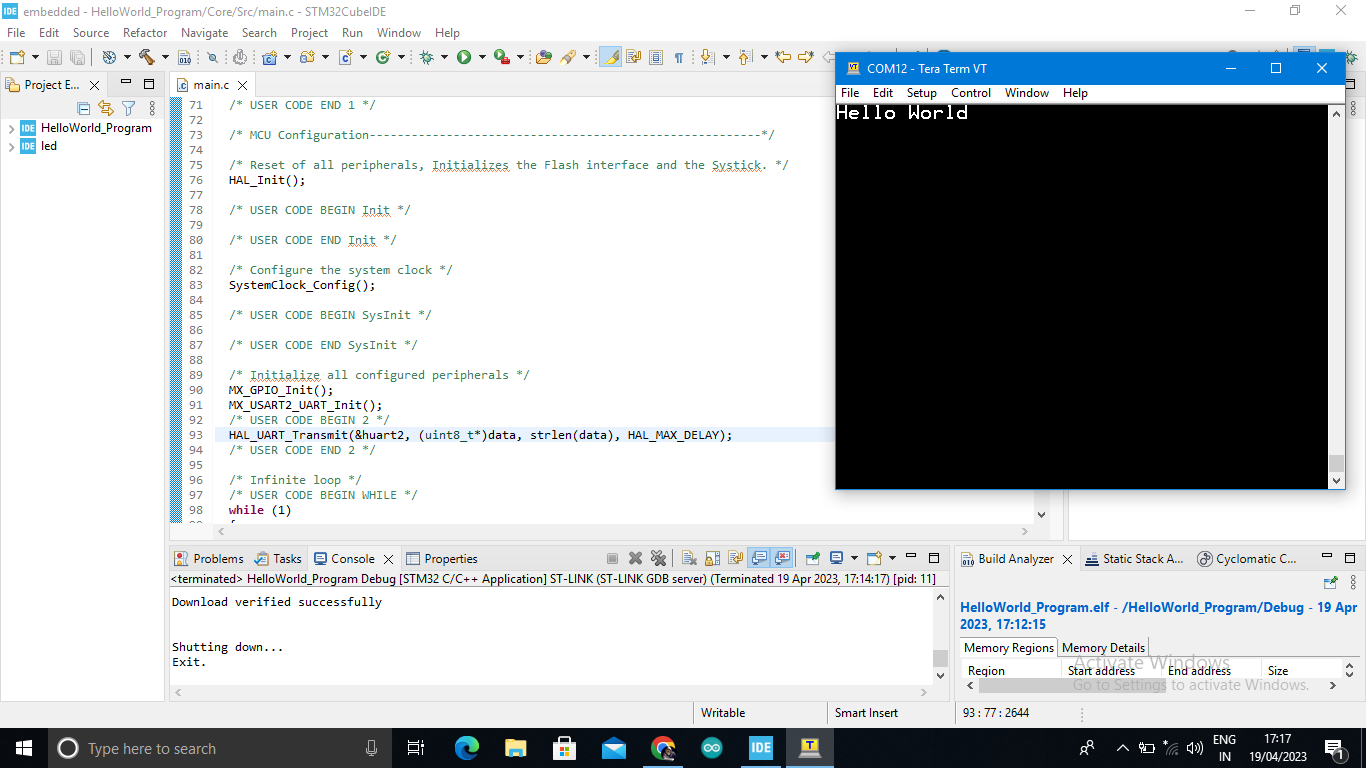 IDE embedded - HelloWorld_Program/Core/Src/main.c - STM32CubeIDE
File Edit Source Refactor Navigate Search Project Run Window Help
Project E...
main.c
IDE HelloWorld_Program
IDE led
71 /* USER CODE END 1 */
72
73 /* MCU Configuration--------------------------------------------------------*/
74
75 /* Reset of all peripherals, Initializes the Flash interface and the Systick. */
76 HAL_Init();
77
78 /* USER CODE BEGIN Init */
79
80 /* USER CODE END Init */
81
82 /* Configure the system clock */
83 SystemClock_Config();
84
85 /* USER CODE BEGIN SysInit */
86
87 /* USER CODE END SysInit */
88
89 /* Initialize all configured peripherals */
90 MX_GPIO_Init();
91 MX_USART2_UART_Init();
92 /* USER CODE BEGIN 2 */
93 HAL_UART_Transmit(&huart2, (uint8_t*)data, strlen(data), HAL_MAX_DELAY);
94 /* USER CODE END 2 */
95
96 /* Infinite loop */
97 /* USER CODE BEGIN WHILE */
98 while (1)
COM12 - Tera Term VT
File Edit Setup Control Window Help
Hello World
Problems Tasks Console Properties
<terminated> HelloWorld_Program Debug [STM32 C/C++ Application] ST-LINK (ST-LINK GDB server) (Terminated 19 Apr 2023, 17:14:17) [pid: 11]
Download verified successfully
Shutting down...
Exit.
Build Analyzer Static Stack A... Cyclomatic C...
HelloWorld_Program.elf - /HelloWorld_Program/Debug - 19 Apr
2023, 17:12:15
Memory Regions Memory Details
Region Start address End address Size
Activate Windows
Go to Settings to activate Windows.
Writable Smart Insert 93 : 77 : 2644
Type here to search
IDE
ENG
IN
17:17
19/04/2023
1